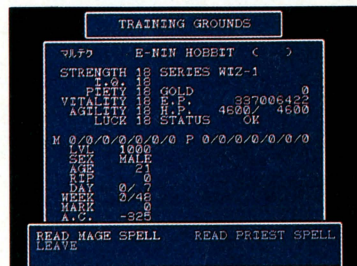 TRAINING GROUNDS
マルテク E-NIN HOBBIT ( )
STRENGTH 18 SERIES WIZ-1
I.Q. 18
PIETY 18 GOLD 0
VITALITY 18 E.P. 337006422
AGILITY 18 H.P. 4600/ 4600
LUCK 18 STATUS OK
M 0/0/0/0/0/0/0 P 0/0/0/0/0/0/0
LVL 1000
SEX MALE
AGE 21
RIP 0
DAY 0/ 7
WEEK 0/48
MARK 0
A.C. -325
READ MAGE SPELL READ PRIEST SPELL
LEAVE